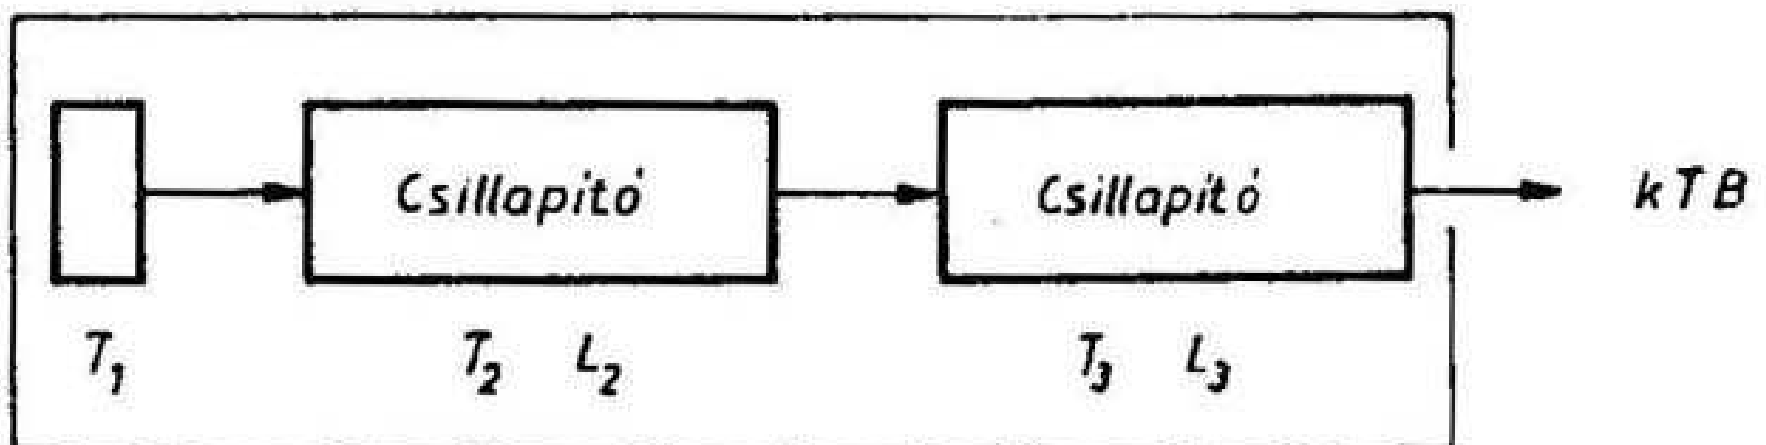 Csillapító Csillapító kTB
T₁ T₂ L₂ T₃ L₃